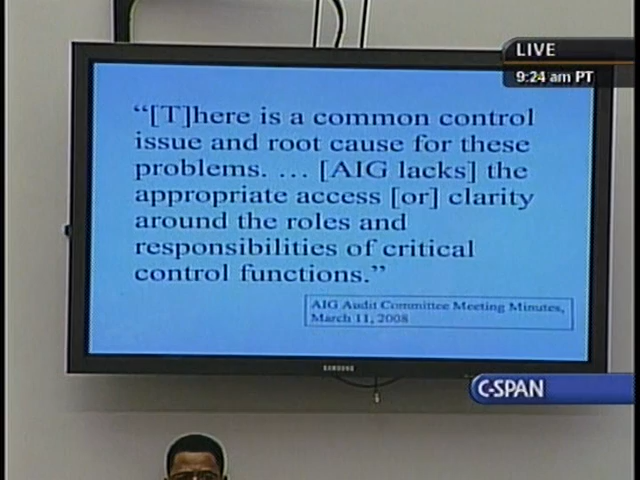 LIVE
9:24 am PT
“[T]here is a common control
issue and root cause for these
problems. … [AIG lacks] the
appropriate access [or] clarity
around the roles and
responsibilities of critical
control functions.”
AIG Audit Committee Meeting Minutes,
March 11, 2008
SAMSUNG
C-SPAN